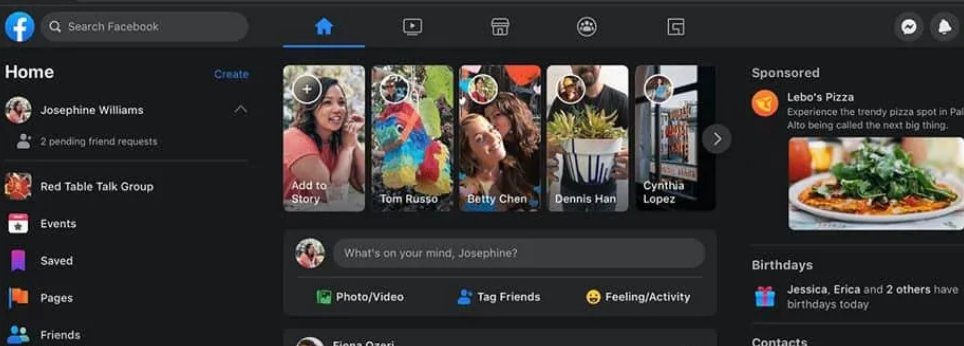 Search Facebook
Home
Create
Josephine Williams
2 pending friend requests
Red Table Talk Group
Events
Saved
Pages
Friends
Add to
Story
Tom Russo
Betty Chen
Dennis Han
Cynthia
Lopez
What's on your mind, Josephine?
Photo/Video
Tag Friends
Feeling/Activity
Fiona Ozeri
Sponsored
Lebo's Pizza
Experience the trendy pizza spot in Pal
Alto being called the next big thing.
Birthdays
Jessica, Erica and 2 others have
birthdays today
Contacts